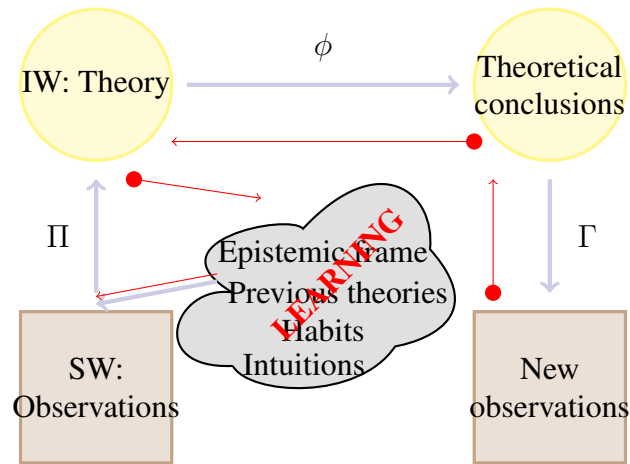 ϕ
IW: Theory
Theoretical
conclusions
Π
Γ
Epistemic frame
Previous theories
Habits
Intuitions
LEARNING
SW:
Observations
New
observations